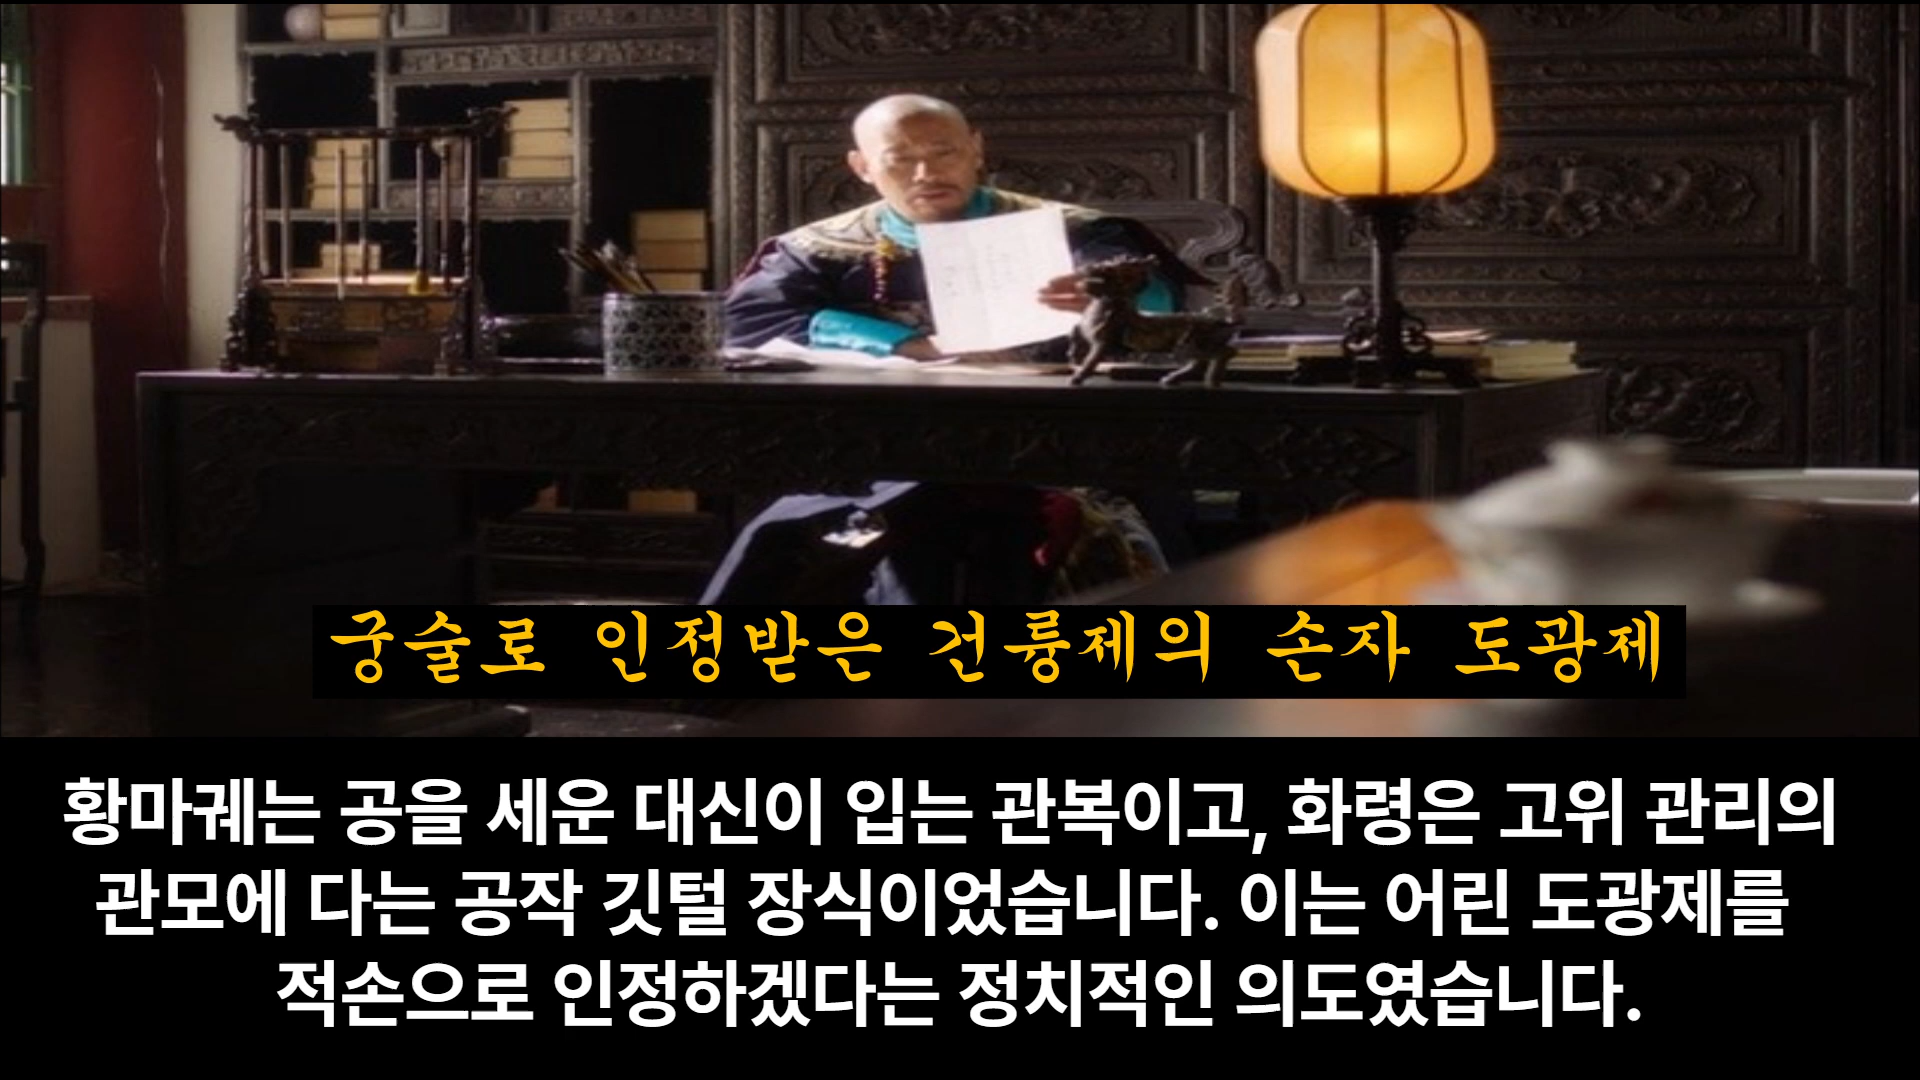 궁술로 인정받은 건륭제의 손자 도광제
황마궤는 공을 세운 대신이 입는 관복이고, 화령은 고위 관리의
관모에 다는 공작 깃털 장식이었습니다. 이는 어린 도광제를
적손으로 인정하겠다는 정치적인 의도였습니다.